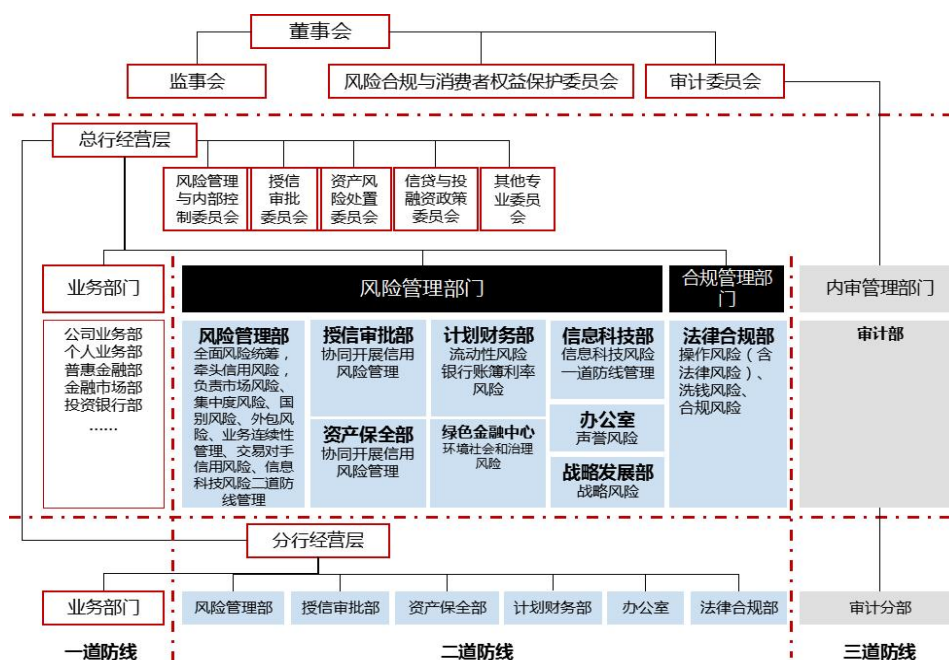 董事会
监事会
风险合规与消费者权益保护委员会
审计委员会
总行经营层
风险管理
与内部控
制委员会
授信
审批
委员会
资产风
险处置
委员会
信贷与投
融资政策
委员会
其他专
业委员
会
业务部门
风险管理部门
合规管理部
门
内审管理部门
公司业务部
个人业务部
普惠金融部
金融市场部
投资银行部
……
风险管理部
全面风险统筹，
牵头信用风险，
负责市场风险、
集中度风险、国
别风险、外包风
险、业务连续性
管理、交易对手
信用风险、信息
科技风险二道防
线管理
授信审批部
协同开展信用
风险管理
资产保全部
协同开展信用
风险管理
计划财务部
流动性风险
银行账簿利率
风险
绿色金融中心
环境社会和治理
风险
信息科技部
信息科技风险
一道防线管理
办公室
声誉风险
战略发展部
战略风险
法律合规部
操作风险（含
法律风险）、
洗钱风险、
合规风险
审计部
分行经营层
业务部门
风险管理部
授信审批部
资产保全部
计划财务部
办公室
法律合规部
审计分部
一道防线
二道防线
三道防线